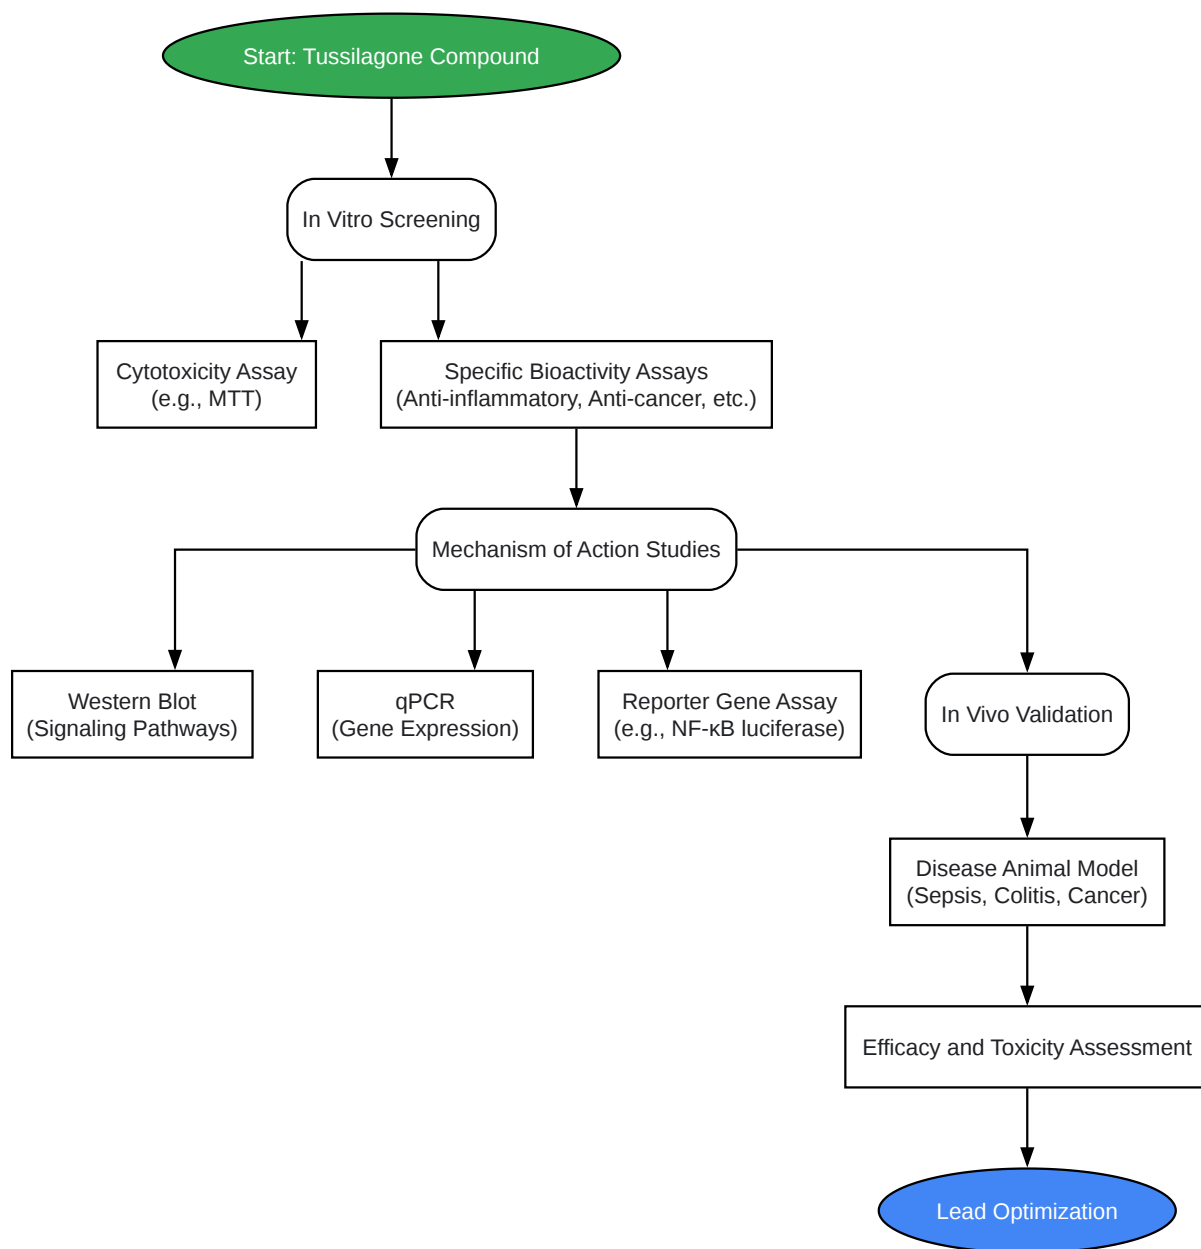 Start: Tussilagone Compound
In Vitro Screening
Cytotoxicity Assay
(e.g., MTT)
Specific Bioactivity Assays
(Anti-inflammatory, Anti-cancer, etc.)
Mechanism of Action Studies
Western Blot
(Signaling Pathways)
qPCR
(Gene Expression)
Reporter Gene Assay
(e.g., NF-κB luciferase)
In Vivo Validation
Disease Animal Model
(Sepsis, Colitis, Cancer)
Efficacy and Toxicity Assessment
Lead Optimization